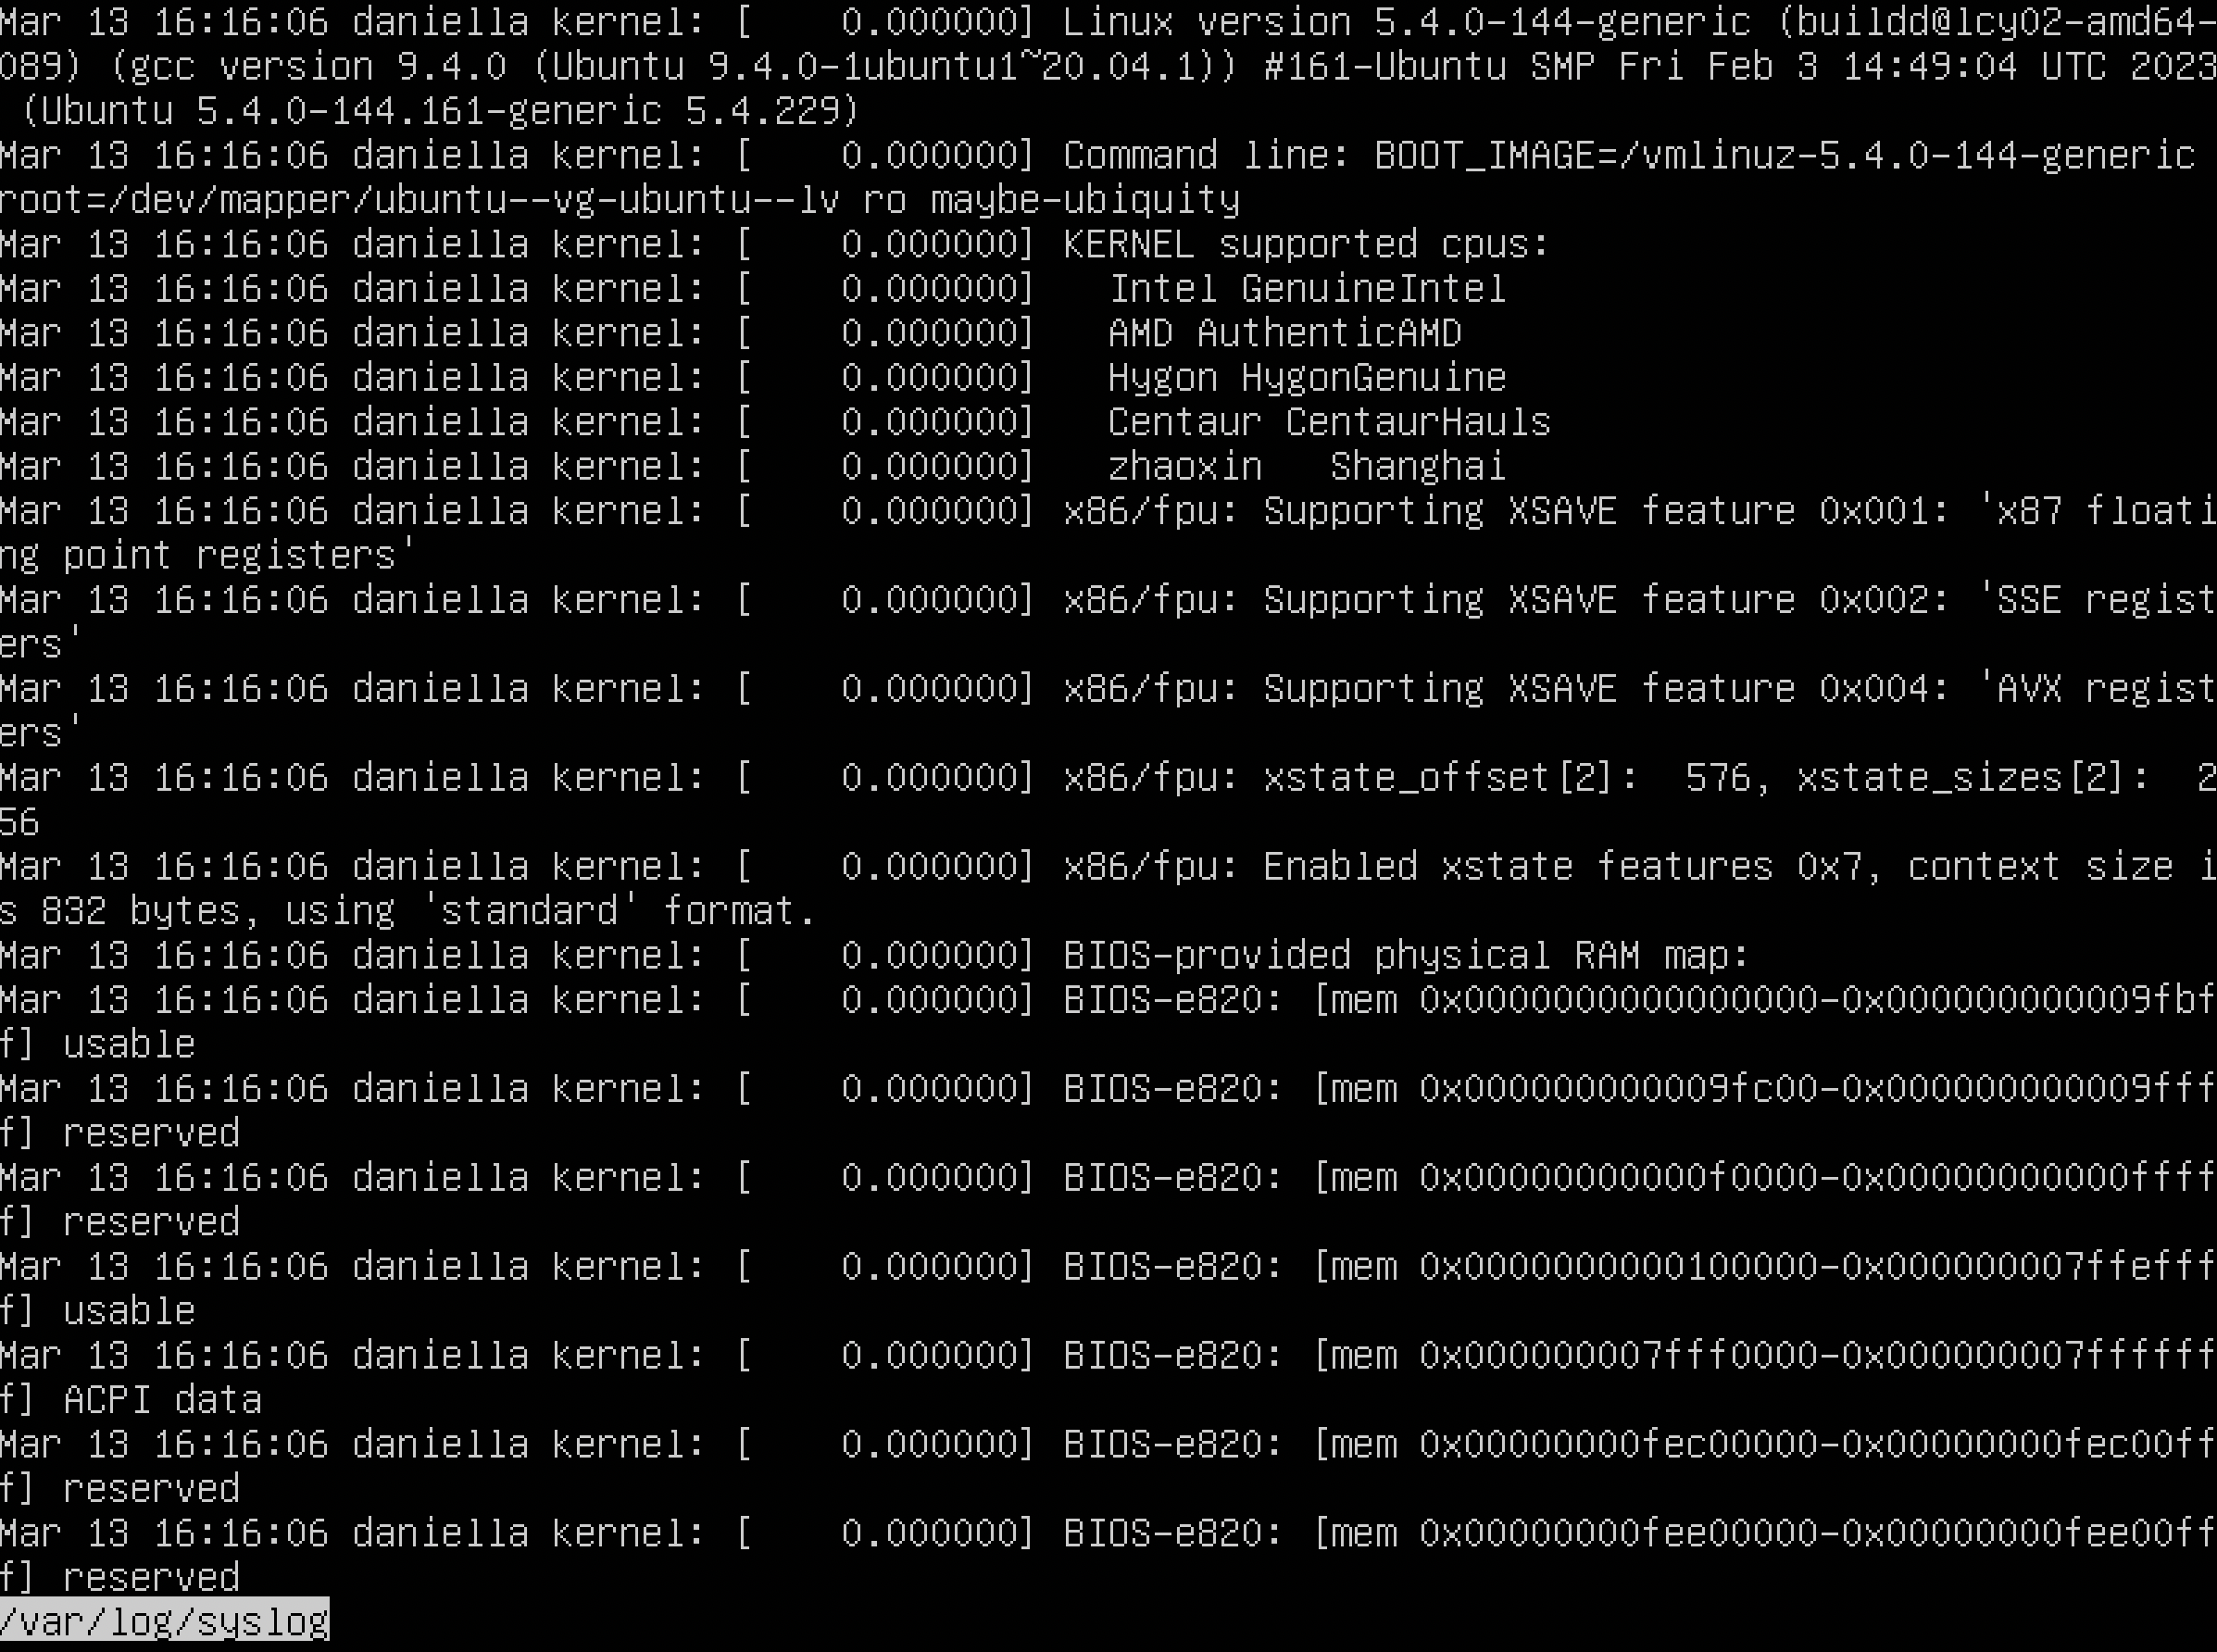 Mar 13 16:16:06 daniella kernel: [    0.000000] Linux version 5.4.0-144-generic (buildd@lcy02-amd64-
089) (gcc version 9.4.0 (Ubuntu 9.4.0-1ubuntu1~20.04.1)) #161-Ubuntu SMP Fri Feb 3 14:49:04 UTC 2023
 (Ubuntu 5.4.0-144.161-generic 5.4.229)
Mar 13 16:16:06 daniella kernel: [    0.000000] Command line: BOOT_IMAGE=/vmlinuz-5.4.0-144-generic
root=/dev/mapper/ubuntu--vg-ubuntu--lv ro maybe-ubiquity
Mar 13 16:16:06 daniella kernel: [    0.000000] KERNEL supported cpus:
Mar 13 16:16:06 daniella kernel: [    0.000000]   Intel GenuineIntel
Mar 13 16:16:06 daniella kernel: [    0.000000]   AMD AuthenticAMD
Mar 13 16:16:06 daniella kernel: [    0.000000]   Hygon HygonGenuine
Mar 13 16:16:06 daniella kernel: [    0.000000]   Centaur CentaurHauls
Mar 13 16:16:06 daniella kernel: [    0.000000]   zhaoxin   Shanghai
Mar 13 16:16:06 daniella kernel: [    0.000000] x86/fpu: Supporting XSAVE feature 0x001: 'x87 floati
ng point registers'
Mar 13 16:16:06 daniella kernel: [    0.000000] x86/fpu: Supporting XSAVE feature 0x002: 'SSE regist
ers'
Mar 13 16:16:06 daniella kernel: [    0.000000] x86/fpu: Supporting XSAVE feature 0x004: 'AVX regist
ers'
Mar 13 16:16:06 daniella kernel: [    0.000000] x86/fpu: xstate_offset[2]:  576, xstate_sizes[2]:  2
56
Mar 13 16:16:06 daniella kernel: [    0.000000] x86/fpu: Enabled xstate features 0x7, context size i
s 832 bytes, using 'standard' format.
Mar 13 16:16:06 daniella kernel: [    0.000000] BIOS-provided physical RAM map:
Mar 13 16:16:06 daniella kernel: [    0.000000] BIOS-e820: [mem 0x0000000000000000-0x000000000009fbf
f] usable
Mar 13 16:16:06 daniella kernel: [    0.000000] BIOS-e820: [mem 0x000000000009fc00-0x000000000009fff
f] reserved
Mar 13 16:16:06 daniella kernel: [    0.000000] BIOS-e820: [mem 0x00000000000f0000-0x00000000000ffff
f] reserved
Mar 13 16:16:06 daniella kernel: [    0.000000] BIOS-e820: [mem 0x0000000000100000-0x000000007ffefff
f] usable
Mar 13 16:16:06 daniella kernel: [    0.000000] BIOS-e820: [mem 0x000000007fff0000-0x000000007ffffff
f] ACPI data
Mar 13 16:16:06 daniella kernel: [    0.000000] BIOS-e820: [mem 0x00000000fec00000-0x00000000fec00ff
f] reserved
Mar 13 16:16:06 daniella kernel: [    0.000000] BIOS-e820: [mem 0x00000000fee00000-0x00000000fee00ff
f] reserved
/var/log/syslog